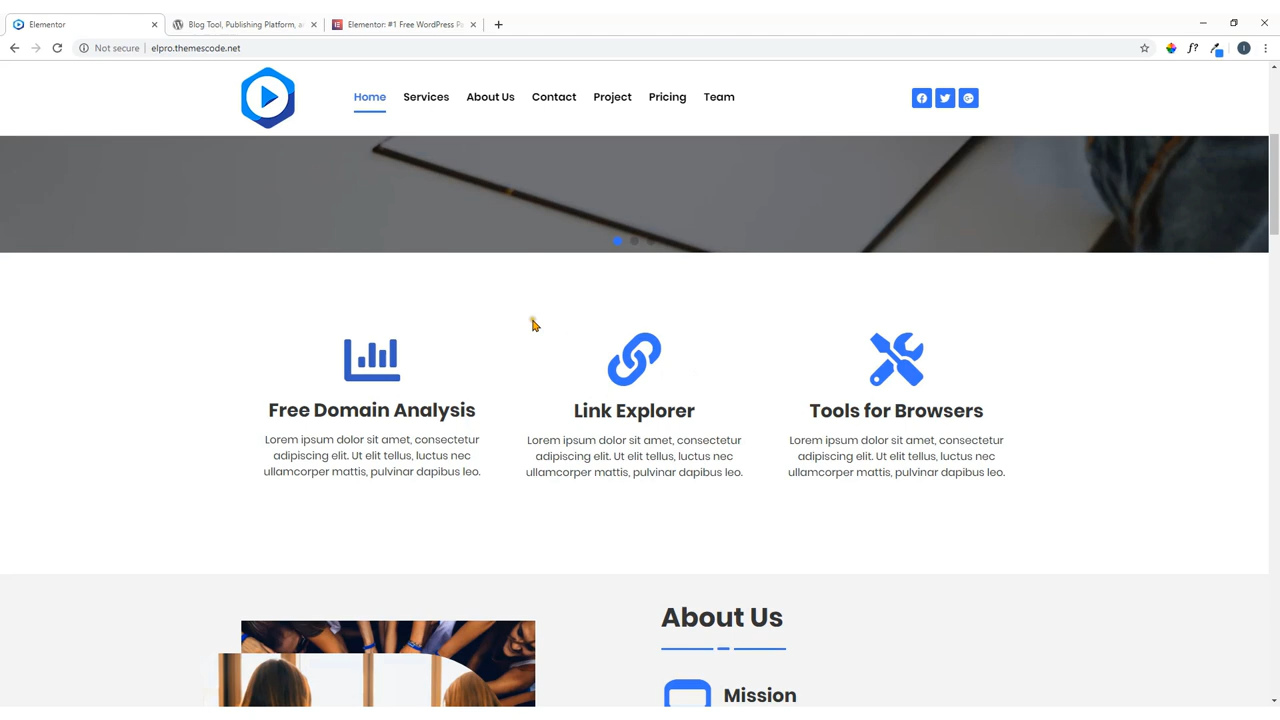 Elementor
Blog Tool, Publishing Platform, a
Elementor: #1 Free WordPress Pa
Not secure
elpro.themescode.net
f?
I
Home
Services
About Us
Contact
Project
Pricing
Team
Free Domain Analysis
Lorem ipsum dolor sit amet, consectetur
adipiscing elit. Ut elit tellus, luctus nec
ullamcorper mattis, pulvinar dapibus leo.
Link Explorer
Lorem ipsum dolor sit amet, consectetur
adipiscing elit. Ut elit tellus, luctus nec
ullamcorper mattis, pulvinar dapibus leo.
Tools for Browsers
Lorem ipsum dolor sit amet, consectetur
adipiscing elit. Ut elit tellus, luctus nec
ullamcorper mattis, pulvinar dapibus leo.
About Us
Mission